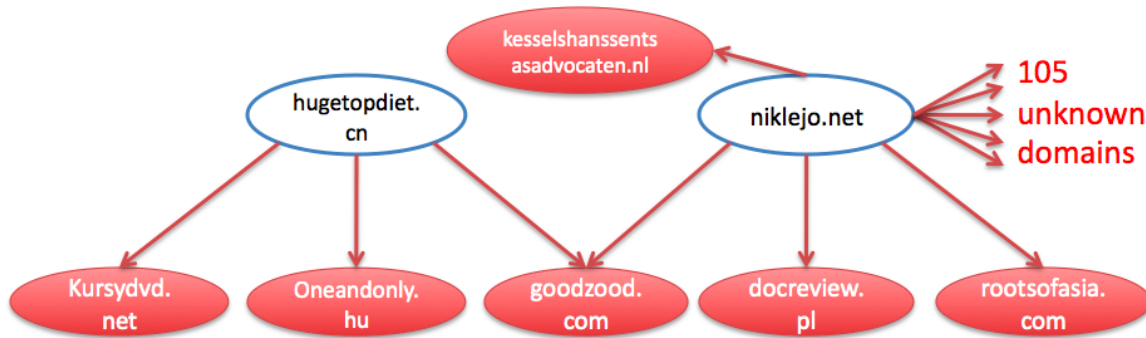 kesselshanssents
asadvocaten.nl
hugetopdiet.
cn
niklejo.net
105
unknown
domains
Kursydvd.
net
Oneandonly.
hu
goodzood.
com
docreview.
pl
rootsofasia.
com